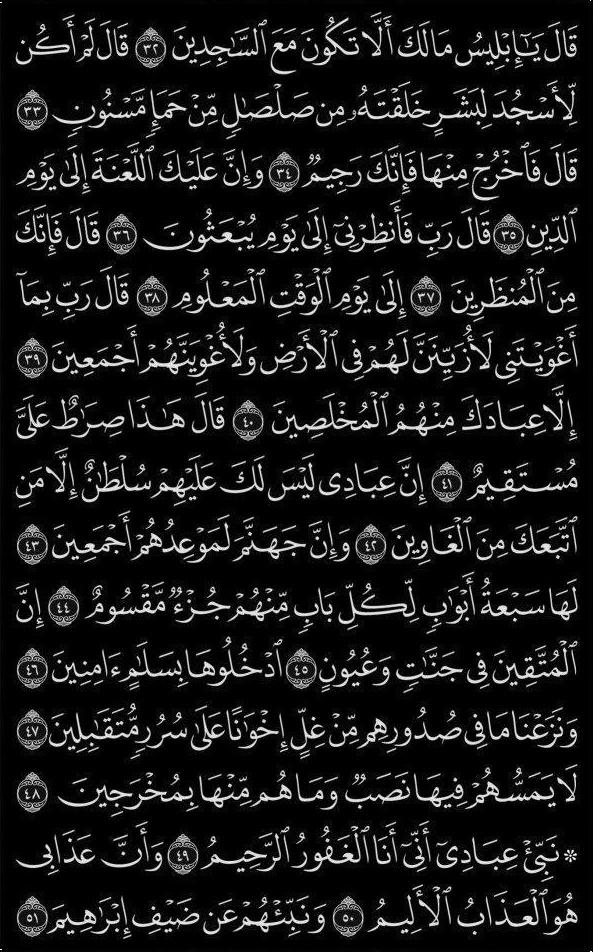 قَالَ يَـٰٓإِبْلِيسُ مَا لَكَ أَلَّا تَكُونَ مَعَ ٱلسَّـٰجِدِينَ ٣٢ قَالَ لَمْ أَكُن
لِّأَسْجُدَ لِبَشَرٍ خَلَقْتَهُۥ مِن صَلْصَـٰلٍ مِّنْ حَمَإٍ مَّسْنُونٍ ٣٣
قَالَ فَٱخْرُجْ مِنْهَا فَإِنَّكَ رَجِيمٌ ٣٤ وَإِنَّ عَلَيْكَ ٱللَّعْنَةَ إِلَىٰ يَوْمِ
ٱلدِّينِ ٣٥ قَالَ رَبِّ فَأَنظِرْنِىٓ إِلَىٰ يَوْمِ يُبْعَثُونَ ٣٦ قَالَ فَإِنَّكَ
مِنَ ٱلْمُنظَرِينَ ٣٧ إِلَىٰ يَوْمِ ٱلْوَقْتِ ٱلْمَعْلُومِ ٣٨ قَالَ رَبِّ بِمَآ
أَغْوَيْتَنِى لَأُزَيِّنَنَّ لَهُمْ فِى ٱلْأَرْضِ وَلَأُغْوِيَنَّهُمْ أَجْمَعِينَ ٣٩
إِلَّا عِبَادَكَ مِنْهُمُ ٱلْمُخْلَصِينَ ٤٠ قَالَ هَـٰذَا صِرَٰطٌ عَلَىَّ
مُسْتَقِيمٌ ٤١ إِنَّ عِبَادِى لَيْسَ لَكَ عَلَيْهِمْ سُلْطَـٰنٌ إِلَّا مَنِ
ٱتَّبَعَكَ مِنَ ٱلْغَاوِينَ ٤٢ وَإِنَّ جَهَنَّمَ لَمَوْعِدُهُمْ أَجْمَعِينَ ٤٣
لَهَا سَبْعَةُ أَبْوَٰبٍ لِّكُلِّ بَابٍ مِّنْهُمْ جُزْءٌ مَّقْسُومٌ ٤٤ إِنَّ
ٱلْمُتَّقِينَ فِى جَنَّـٰتٍ وَعُيُونٍ ٤٥ ٱدْخُلُوهَا بِسَلَـٰمٍ ءَامِنِينَ ٤٦
وَنَزَعْنَا مَا فِى صُدُورِهِم مِّنْ غِلٍّ إِخْوَٰنًا عَلَىٰ سُرُرٍ مُّتَقَـٰبِلِينَ ٤٧
لَا يَمَسُّهُمْ فِيهَا نَصَبٌ وَمَا هُم مِّنْهَا بِمُخْرَجِينَ ٤٨
۞ نَبِّئْ عِبَادِىٓ أَنِّىٓ أَنَا ٱلْغَفُورُ ٱلرَّحِيمُ ٤٩ وَأَنَّ عَذَابِى
هُوَ ٱلْعَذَابُ ٱلْأَلِيمُ ٥٠ وَنَبِّئْهُمْ عَن ضَيْفِ إِبْرَٰهِيمَ ٥١